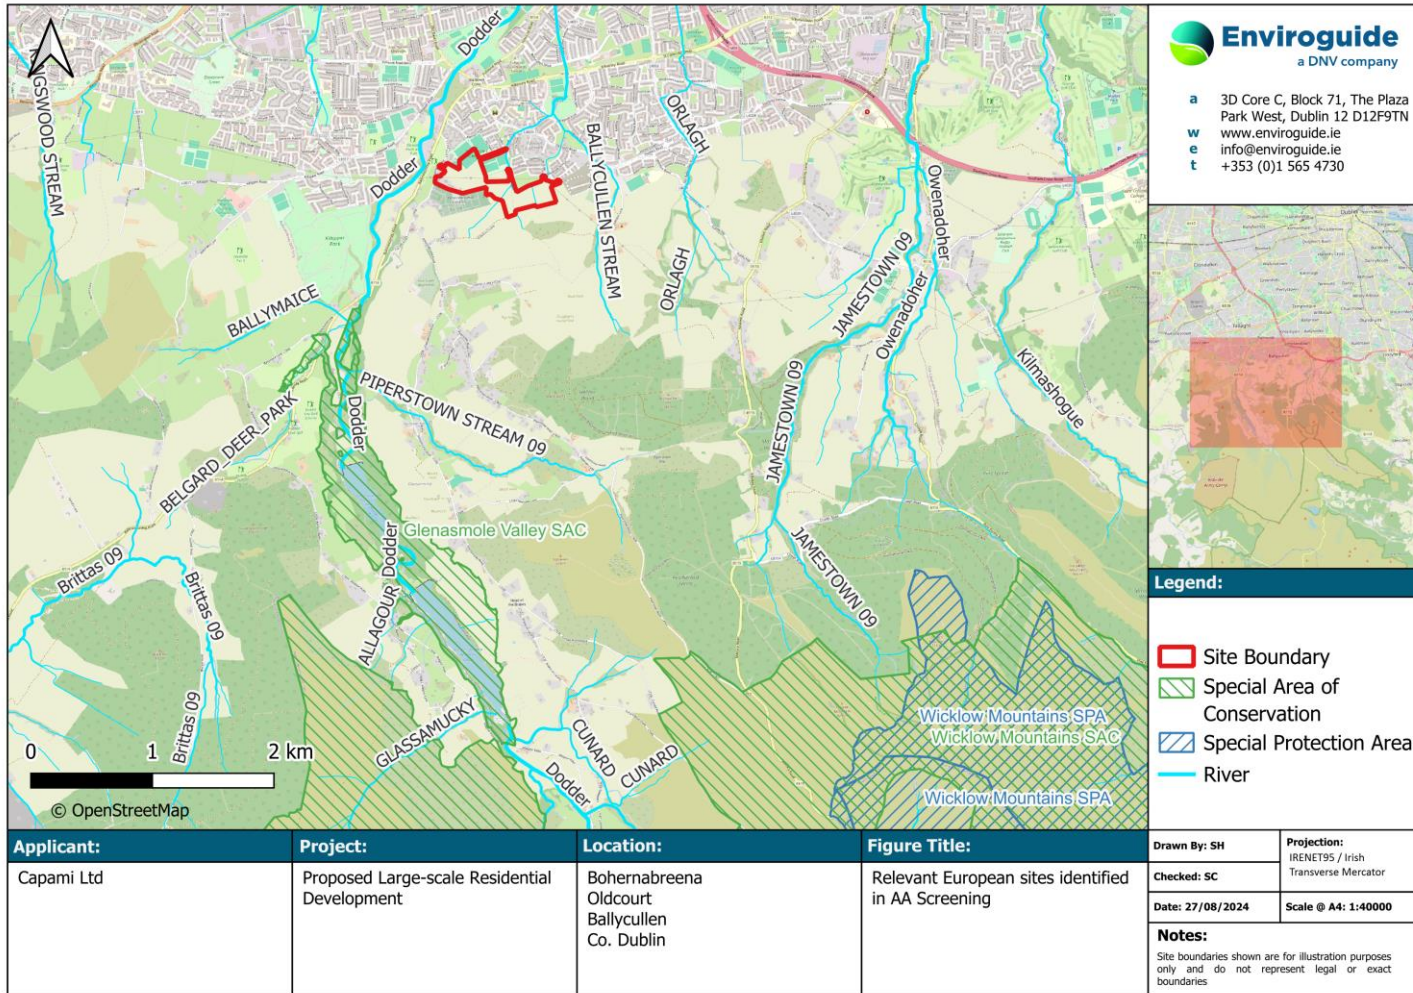 Dodder
KINGSWOOD STREAM
ORLAGH
BALLYCULLEN STREAM
Dodder
Owenadoher
ORLAGH
JAMESTOWN 09
BALLYMAICE
Owenadoher
Kilmashogue
PIPERSTOWN STREAM 09
Dodder
JAMESTOWN 09
BELGARD_DEER_PARK
Glenasmole Valley SAC
ALLAGOUR Dodder
JAMESTOWN 09
Brittas 09
Brittas 09
Brittas 09
GLASSAMUCKY
CUNARD
CUNARD
Dodder
Wicklow Mountains SPA
Wicklow Mountains SAC
Wicklow Mountains SPA
0 1 2 km
© OpenStreetMap
Enviroguide
a DNV company
a 3D Core C, Block 71, The Plaza
Park West, Dublin 12 D12F9TN
w www.enviroguide.ie
e info@enviroguide.ie
t +353 (0)1 565 4730
Legend:
Site Boundary
Special Area of
Conservation
Special Protection Area
River
Applicant:
Capami Ltd
Project:
Proposed Large-scale Residential
Development
Location:
Bohernabreena
Oldcourt
Ballycullen
Co. Dublin
Figure Title:
Relevant European sites identified
in AA Screening
Drawn By: SH
Checked: SC
Date: 27/08/2024
Projection:
IRENET95 / Irish
Transverse Mercator
Scale @ A4: 1:40000
Notes:
Site boundaries shown are for illustration purposes
only and do not represent legal or exact
boundaries